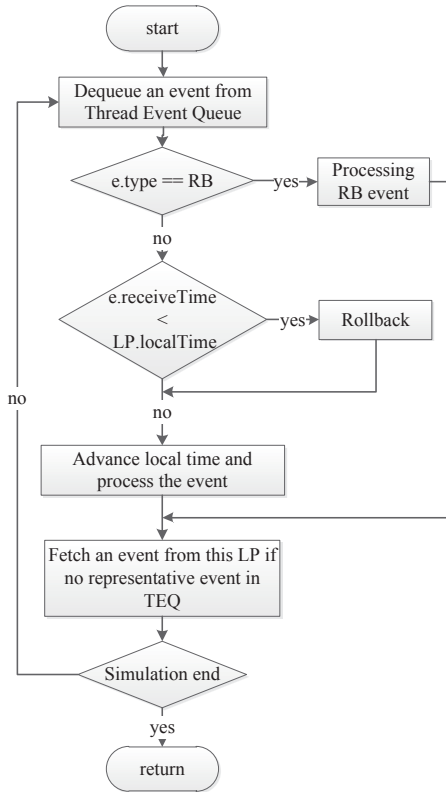 start
Dequeue an event from
Thread Event Queue
e.type == RB
yes
Processing
RB event
no
e.receiveTime
<
LP.localTime
yes
Rollback
no
no
Advance local time and
process the event
Fetch an event from this LP if
no representative event in
TEQ
Simulation end
yes
return